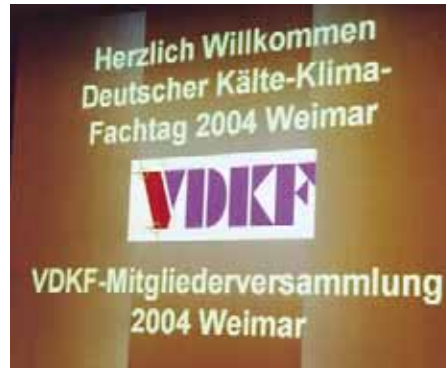 Herzlich Willkommen
Deutscher Kälte-Klima-
Fachtag 2004 Weimar
VDKF
VDKF-Mitgliederversammlung
2004 Weimar